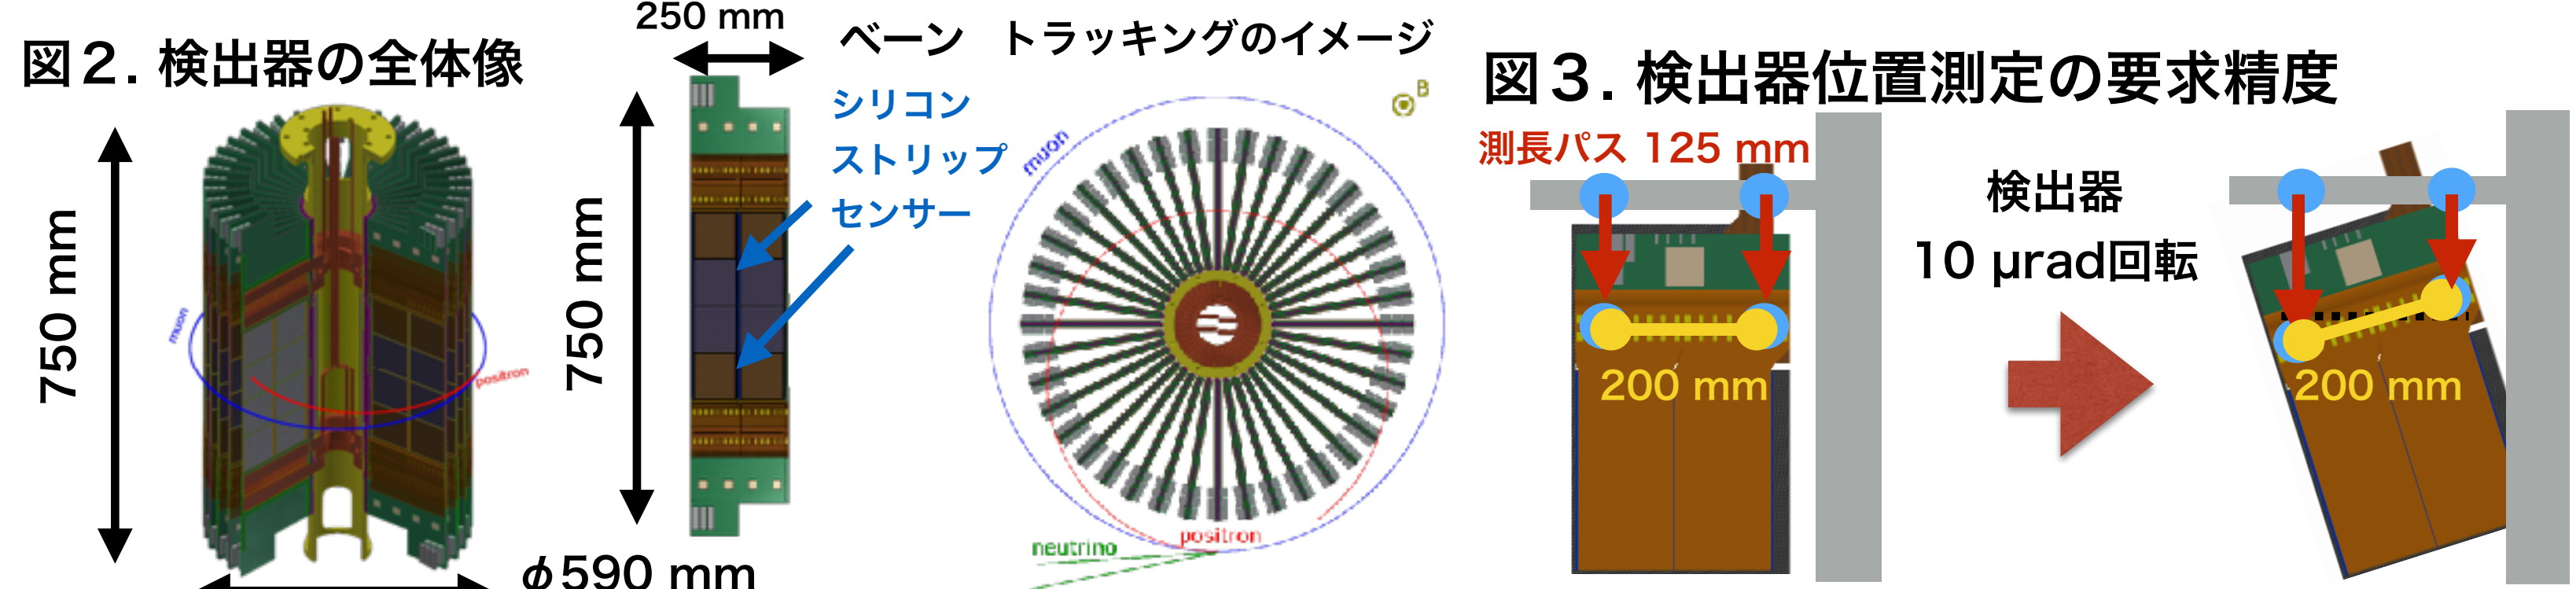 図2. 検出器の全体像
750 mm
muon
positron
φ590 mm
250 mm
750 mm
ベーン
シリコン
ストリップ
センサー
トラッキングのイメージ
B
muon
positron
neutrino
図3. 検出器位置測定の要求精度
測長パス 125 mm
200 mm
検出器
10 μrad回転
200 mm